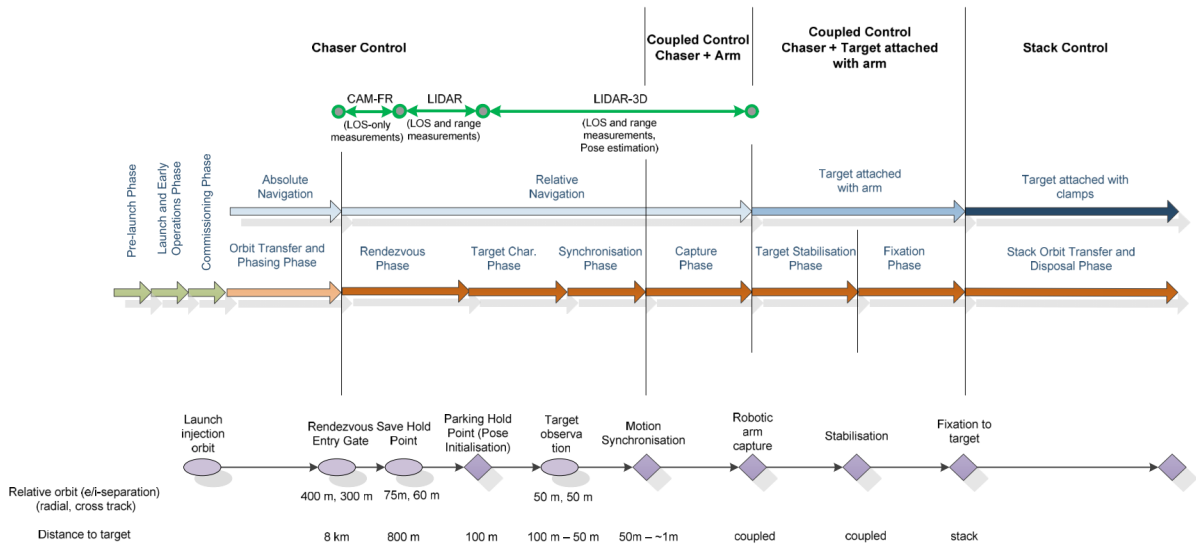 Chaser Control
Coupled Control
Chaser + Arm
Coupled Control
Chaser + Target attached
with arm
Stack Control
CAM-FR
(LOS-only
measurements)
LIDAR
(LOS and range
measurements)
LIDAR-3D
(LOS and range
measurements,
Pose estimation)
Pre-launch Phase
Launch and Early
Operations Phase
Commissioning Phase
Absolute
Navigation
Relative
Navigation
Target attached
with arm
Target attached with
clamps
Orbit Transfer and
Phasing Phase
Rendezvous
Phase
Target Char.
Phase
Synchronisation
Phase
Capture
Phase
Target Stabilisation
Phase
Fixation
Phase
Stack Orbit Transfer and
Disposal Phase
Launch
injection
orbit
Rendezvous
Entry Gate
Save Hold
Point
Parking Hold
Point (Pose
Initialisation)
Target
observa
tion
Motion
Synchronisation
Robotic
arm
capture
Stabilisation
Fixation to
target
Relative orbit (e/i-separation)
(radial, cross track)
400 m, 300 m
75m, 60 m
50 m, 50 m
Distance to target
8 km
800 m
100 m
100 m – 50 m
50m – ~1m
coupled
coupled
stack